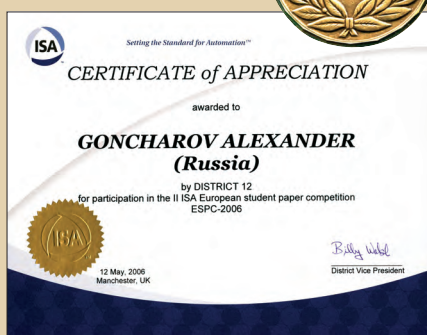 ISA
Setting the Standard for Automation™
CERTIFICATE of APPRECIATION
awarded to
GONCHAROV ALEXANDER
(Russia)
by DISTRICT 12
for participation in the II ISA European student paper competition
ESPC-2006
ISA
12 May, 2006
Manchester, UK
Billy
District Vice President